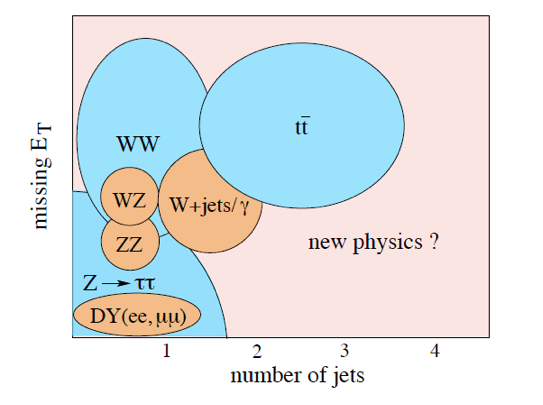 missing E_T
WW
tt̄
WZ
W+jets/γ
ZZ
new physics ?
Z → ττ
DY(ee,μμ)
1 2 3 4
number of jets